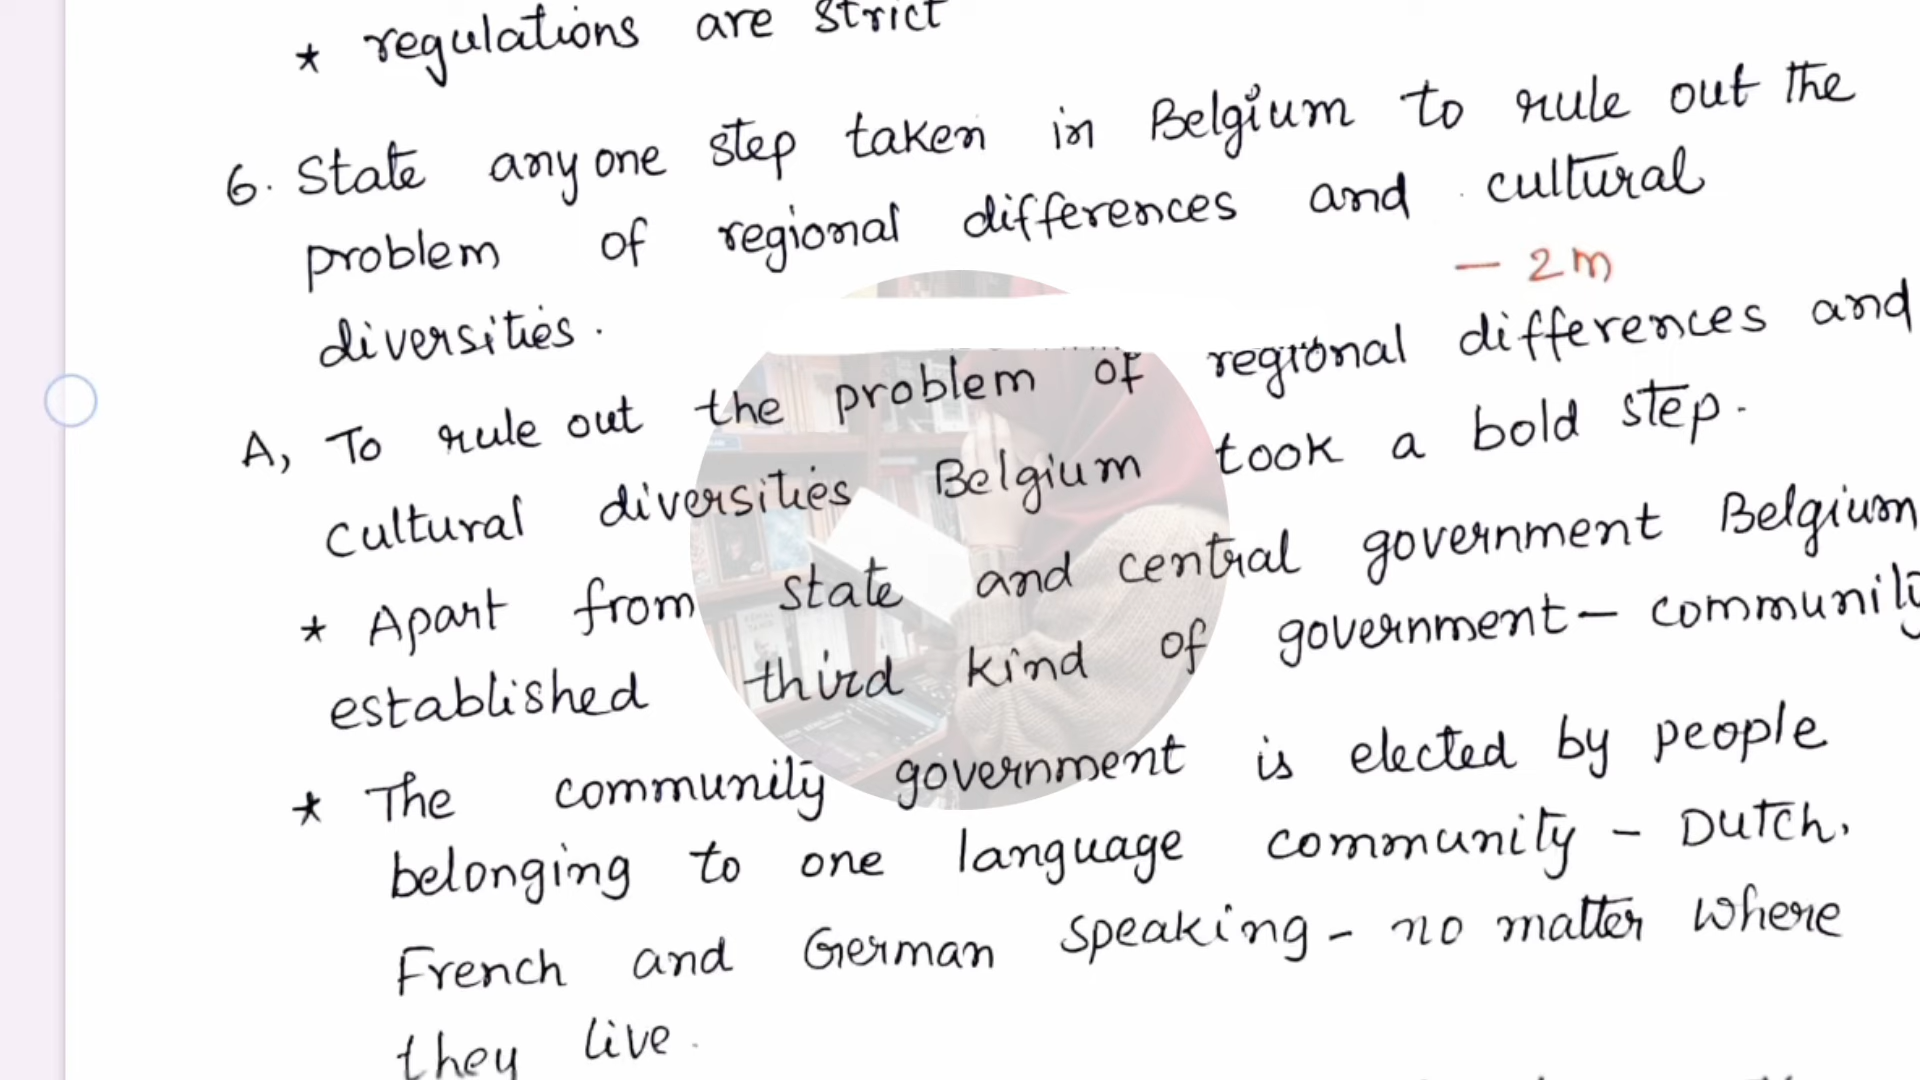 * regulations are strict
6. State any one step taken in Belgium to rule out the
problem of regional differences and cultural
diversities.
- 2m
A, To rule out the problem of regional differences and
cultural diversities Belgium took a bold step.
* Apart from state and central government Belgium
established third kind of government - community
* The community government is elected by people
belonging to one language community - Dutch,
French and German speaking - no matter where
they live.